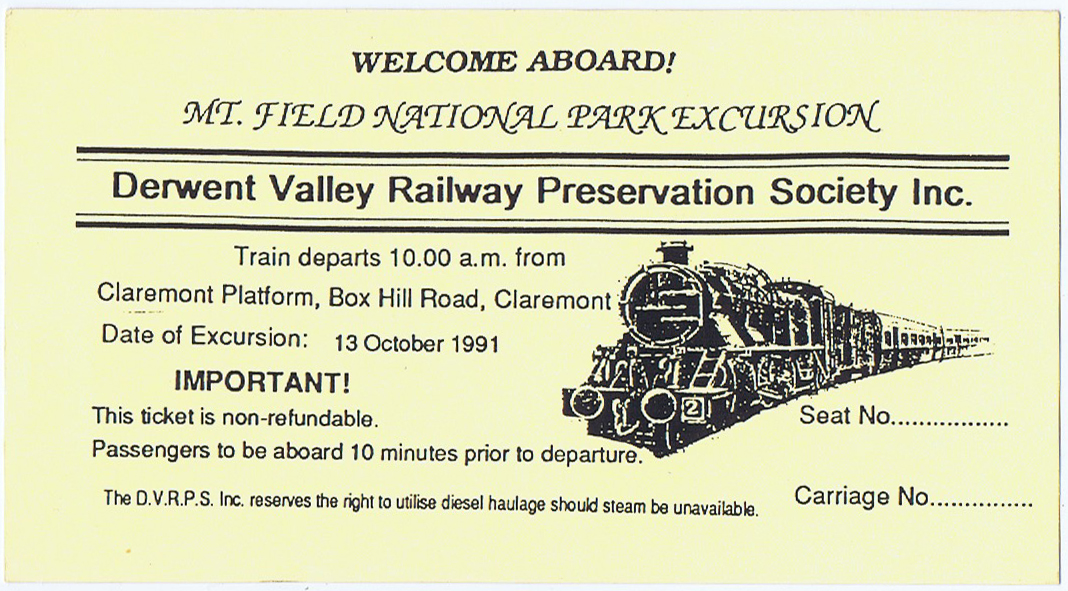 WELCOME ABOARD!
MT. FIELD NATIONAL PARK EXCURSION
Derwent Valley Railway Preservation Society Inc.
Train departs 10.00 a.m. from
Claremont Platform, Box Hill Road, Claremont
Date of Excursion: 13 October 1991
IMPORTANT!
This ticket is non-refundable.
Passengers to be aboard 10 minutes prior to departure.
The D.V.R.P.S. Inc. reserves the right to utilise diesel haulage should steam be unavailable.
2
Seat No.................
Carriage No...............